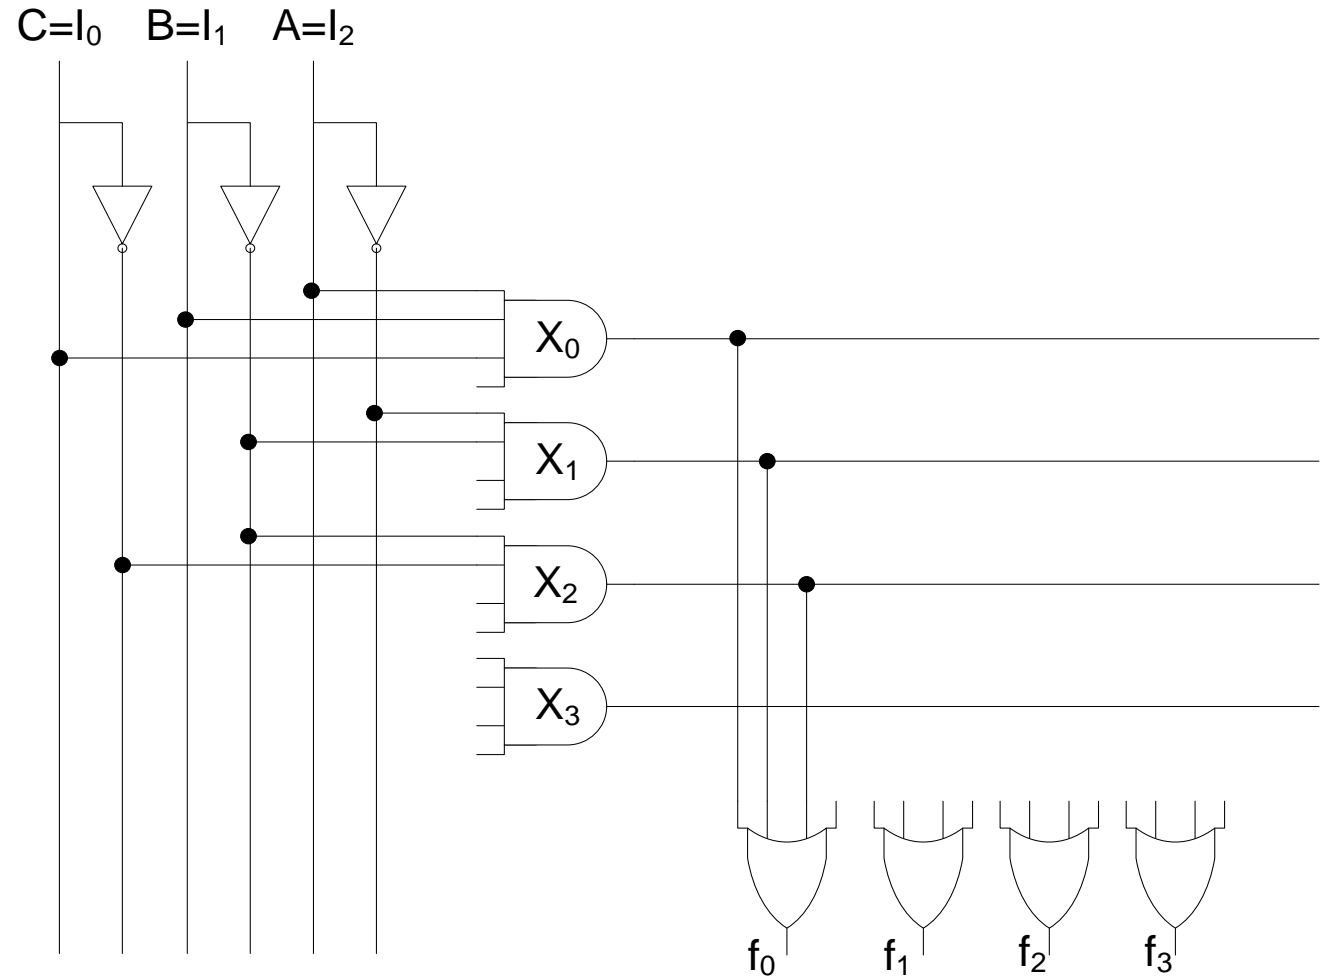 C=I₀ B=I₁ A=I₂
X₀
X₁
X₂
X₃
f₀ f₁ f₂ f₃